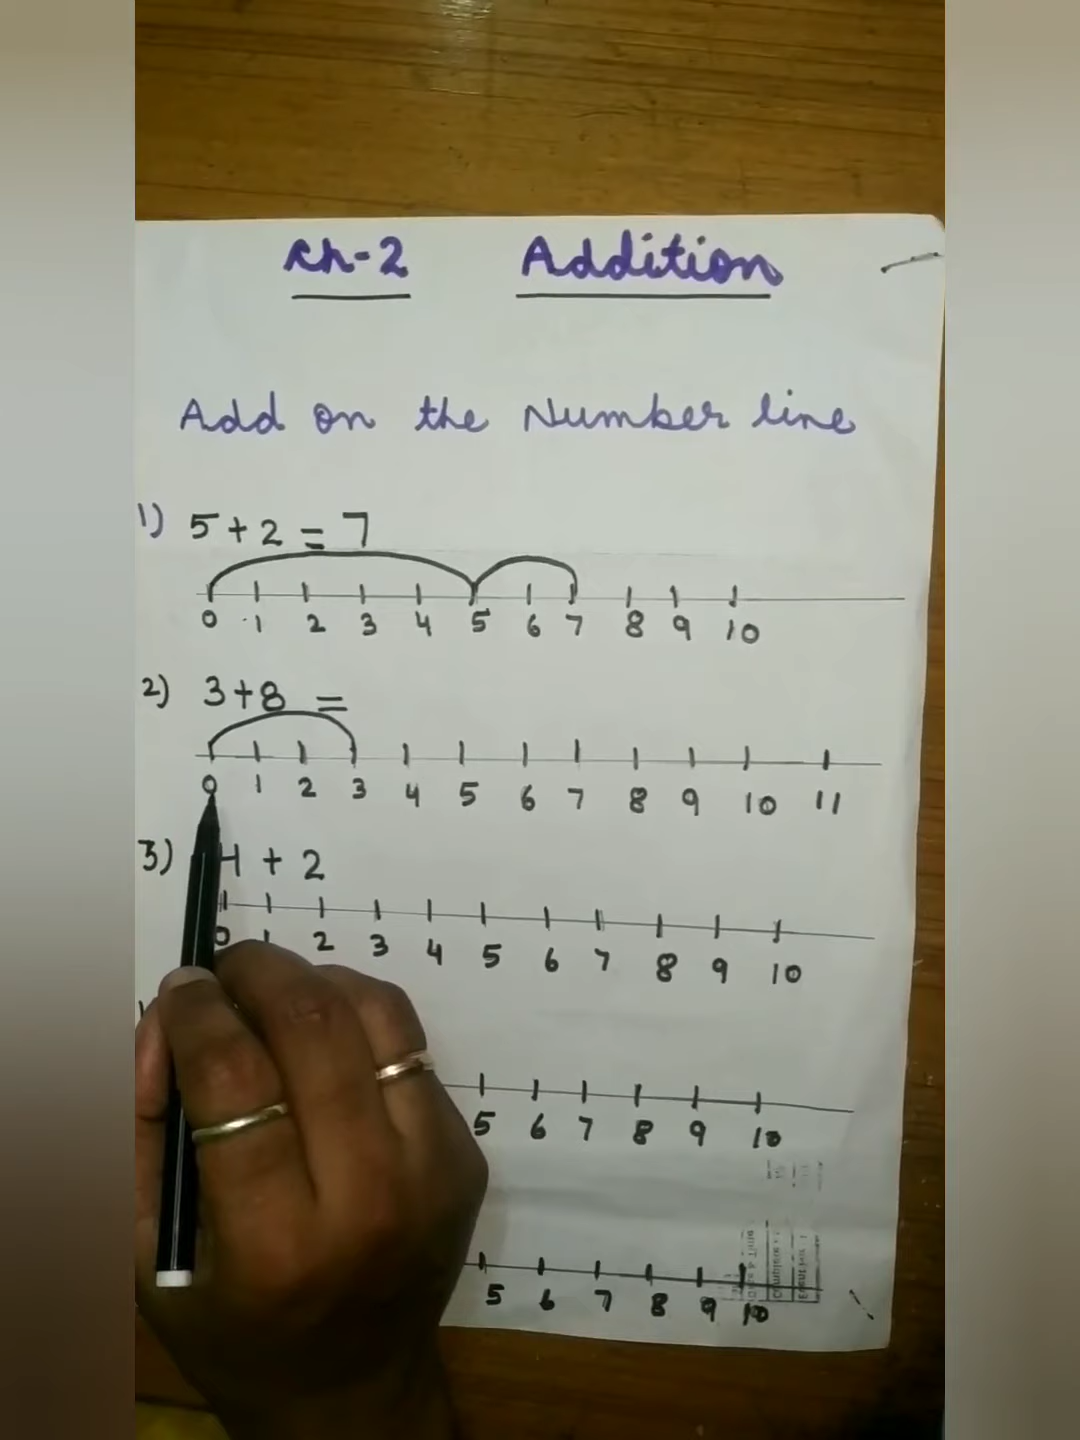 Ch-2 Addition
Add on the Number line
1) 5+2 = 7
0 1 2 3 4 5 6 7 8 9 10
2) 3+8 =
0 1 2 3 4 5 6 7 8 9 10 11
3) 4 + 2
0 1 2 3 4 5 6 7 8 9 10
5 6 7 8 9 10
5 6 7 8 9 10